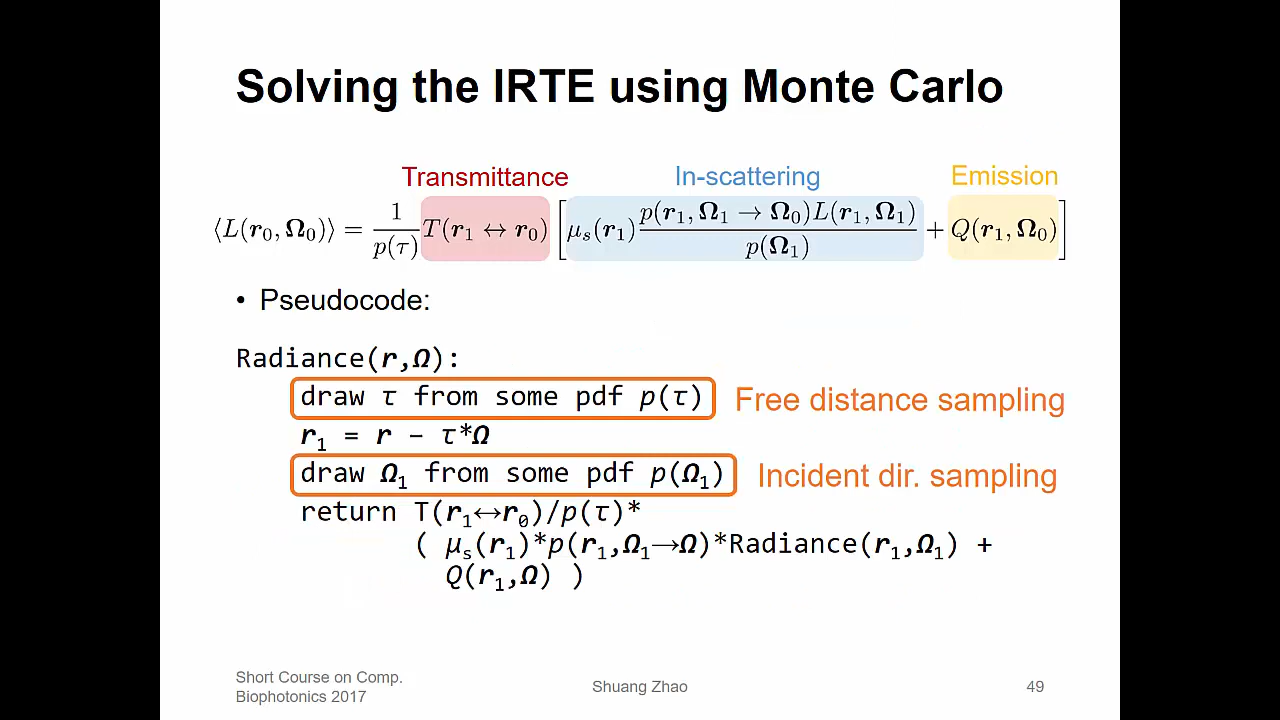 Solving the IRTE using Monte Carlo
Transmittance In-scattering Emission
⟨L(r₀, Ω₀)⟩ = 1/p(τ) T(r₁ ↔ r₀) [ μₛ(r₁) p(r₁, Ω₁ → Ω₀)L(r₁, Ω₁)/p(Ω₁) + Q(r₁, Ω₀) ]
• Pseudocode:
Radiance(r,Ω):
draw τ from some pdf p(τ) Free distance sampling
r₁ = r – τ*Ω
draw Ω₁ from some pdf p(Ω₁) Incident dir. sampling
return T(r₁↔r₀)/p(τ)*
( μₛ(r₁)*p(r₁,Ω₁→Ω)*Radiance(r₁,Ω₁) +
Q(r₁,Ω) )
Short Course on Comp.
Biophotonics 2017
Shuang Zhao
49